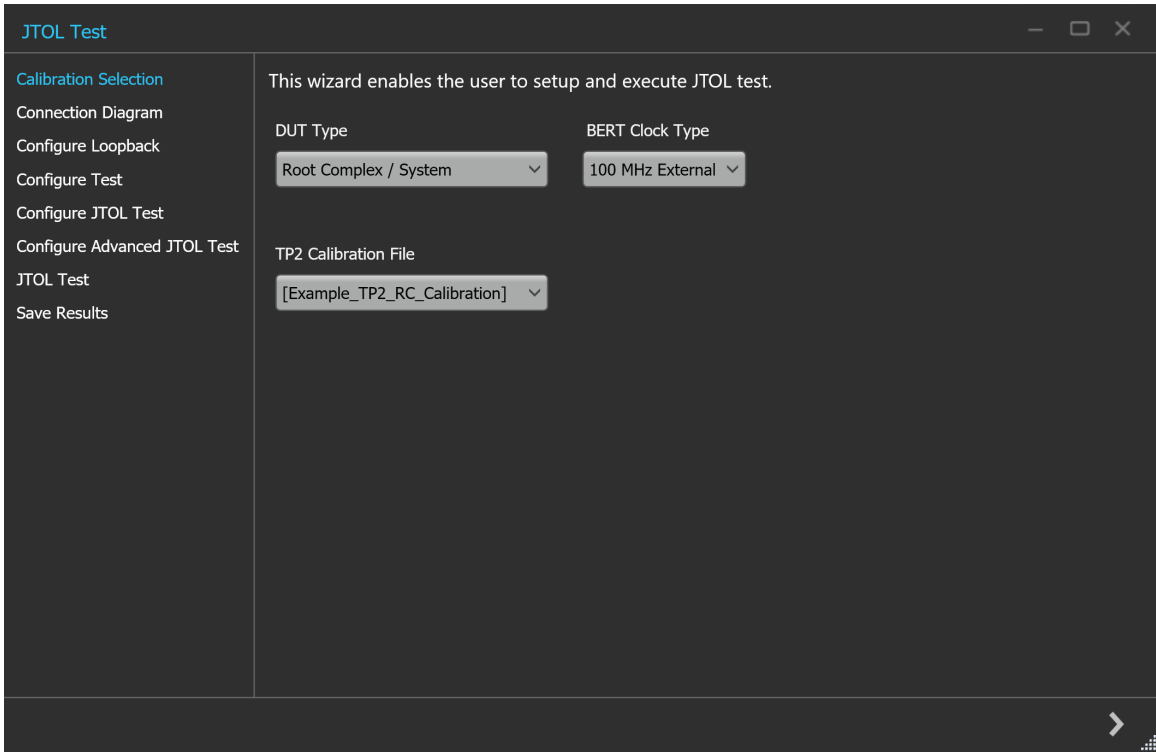 JTOL Test
Calibration Selection
Connection Diagram
Configure Loopback
Configure Test
Configure JTOL Test
Configure Advanced JTOL Test
JTOL Test
Save Results
This wizard enables the user to setup and execute JTOL test.
DUT Type
BERT Clock Type
Root Complex / System
100 MHz External
TP2 Calibration File
[Example_TP2_RC_Calibration]